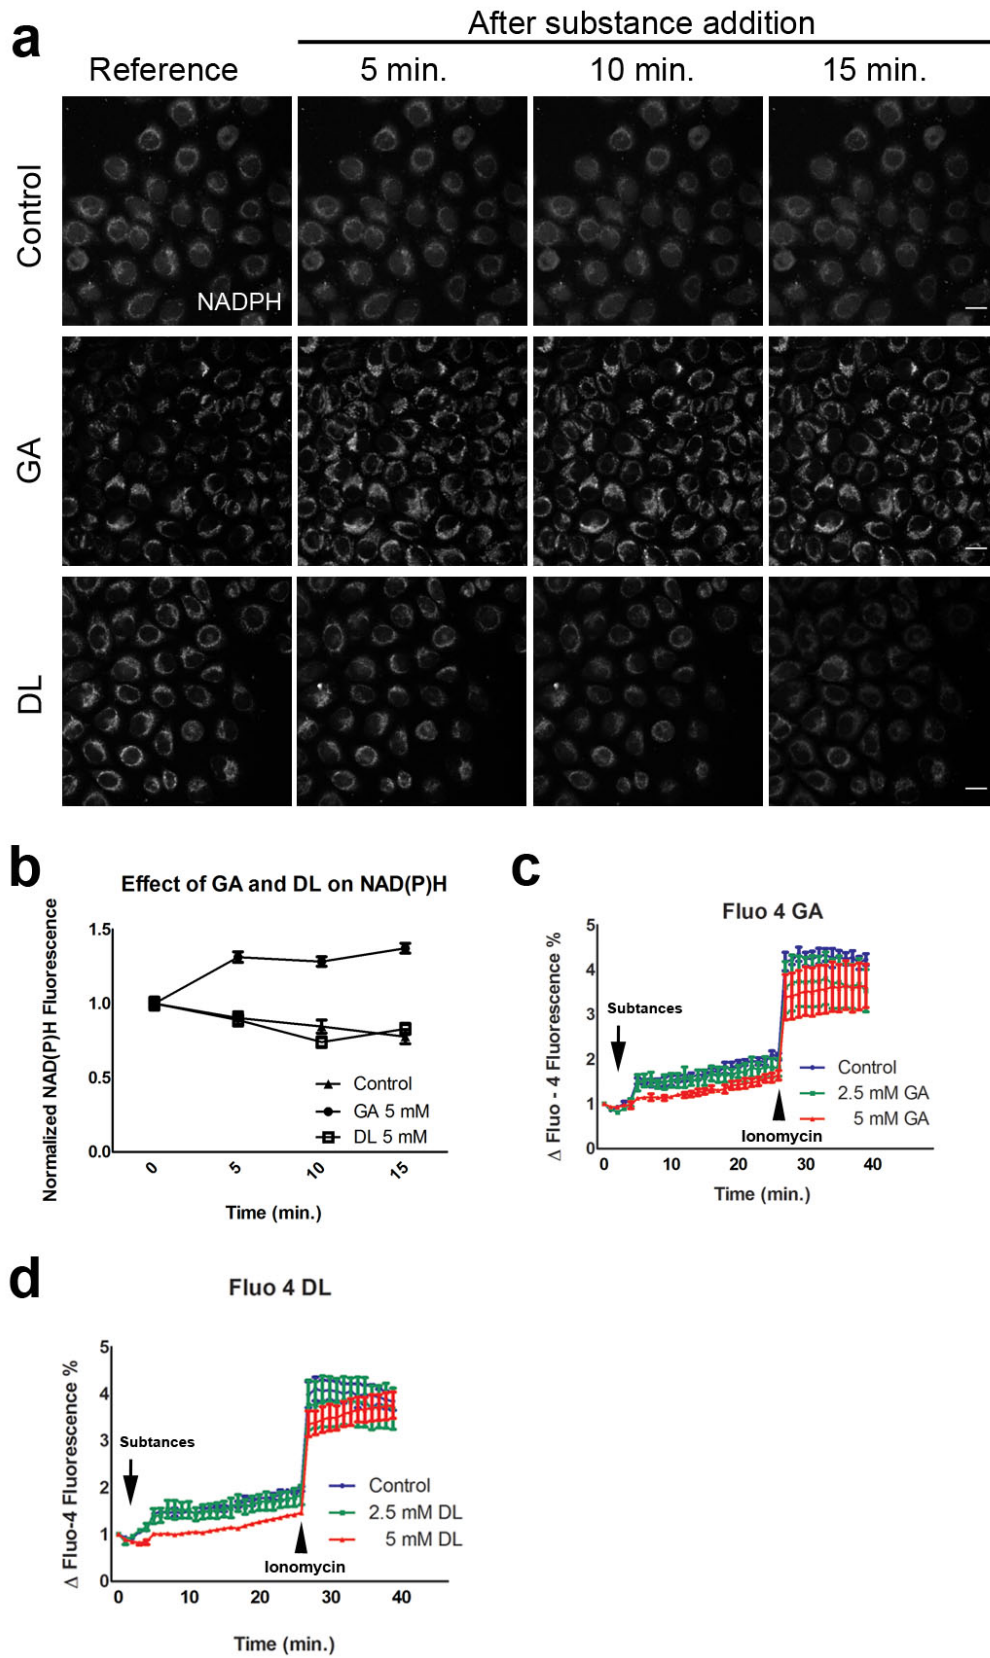 a
After substance addition
Reference
5 min.
10 min.
15 min.
Control
NADPH
GA
DL
b
Effect of GA and DL on NAD(P)H
Normalized NAD(P)H Fluorescence
1.5
1.0
0.5
0.0
0
5
10
15
Time (min.)
Control
GA 5 mM
DL 5 mM
c
Fluo 4 GA
Δ Fluo - 4 Fluorescence %
5
4
3
2
1
0
Subtances
Control
2.5 mM GA
5 mM GA
Ionomycin
0 10 20 30 40
Time (min.)
d
Fluo 4 DL
Δ Fluo-4 Fluorescence %
5
4
3
2
1
0
Subtances
Control
2.5 mM DL
5 mM DL
Ionomycin
0 10 20 30 40
Time (min.)